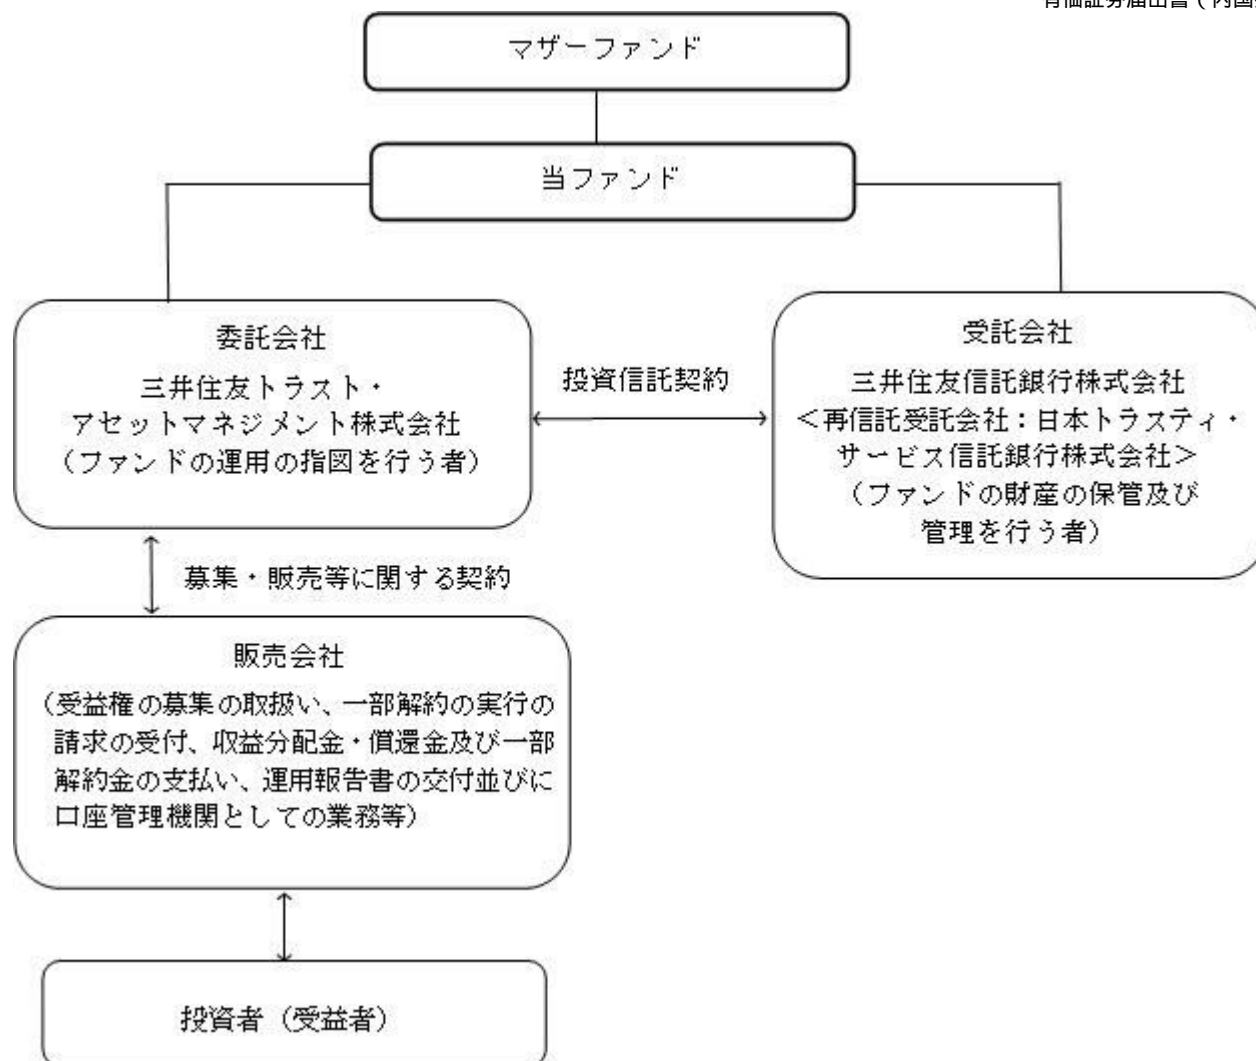 有価証券届出書（内国
マザーファンド
当ファンド
委託会社
三井住友トラスト・
アセットマネジメント株式会社
（ファンドの運用の指図を行う者）
投資信託契約
受託会社
三井住友信託銀行株式会社
＜再信託受託会社：日本トラスティ・
サービス信託銀行株式会社＞
（ファンドの財産の保管及び
管理を行う者）
募集・販売等に関する契約
販売会社
（受益権の募集の取扱い、一部解約の実行の
請求の受付、収益分配金・償還金及び一部
解約金の支払い、運用報告書の交付並びに
口座管理機関としての業務等）
投資者（受益者）